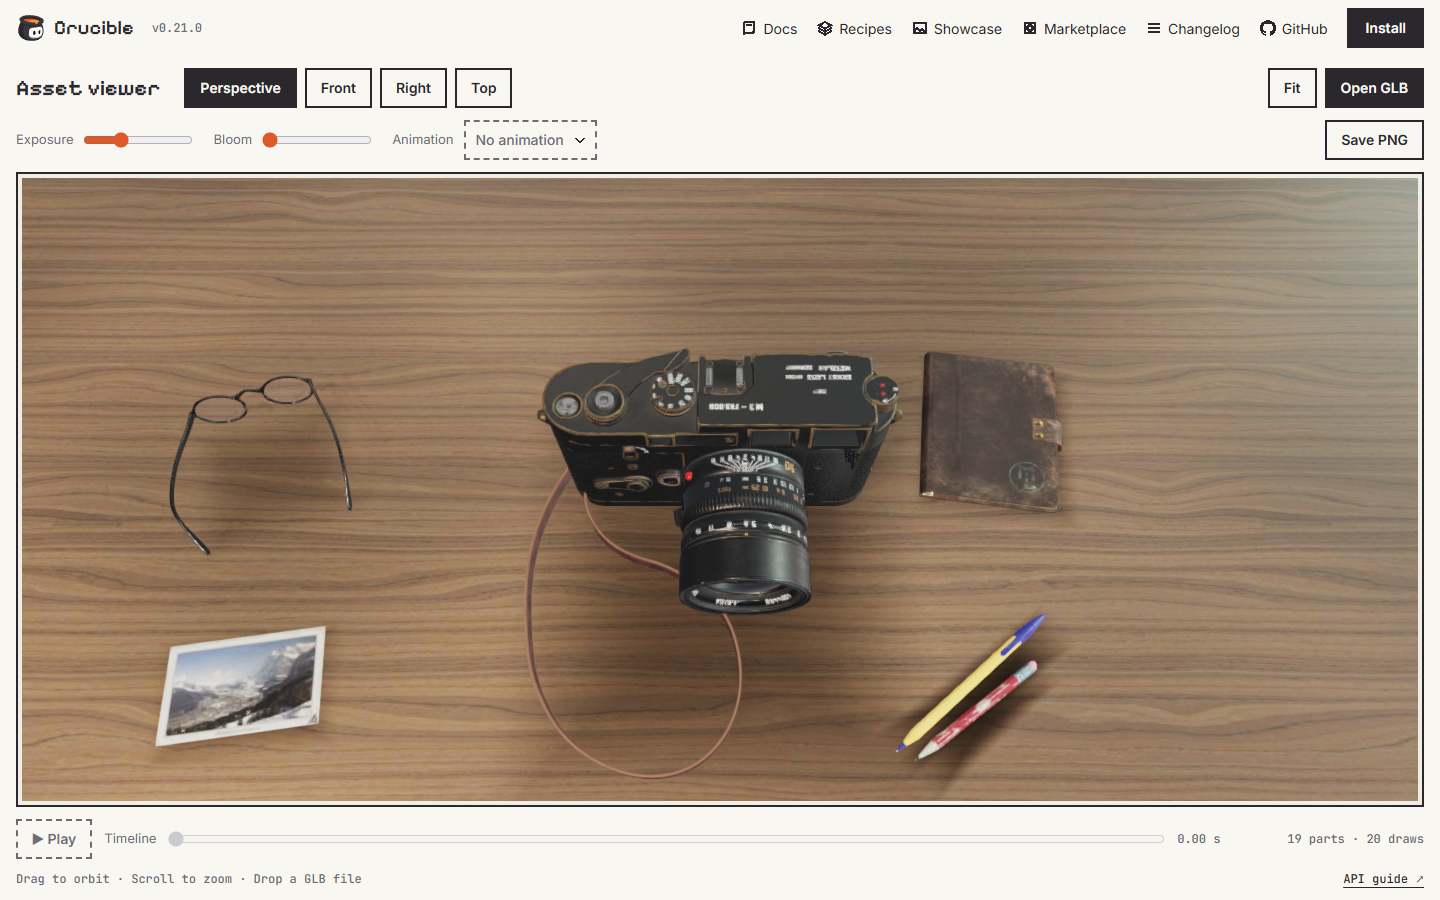 Crucible v0.21.0 Docs Recipes Showcase Marketplace Changelog GitHub Install
Asset viewer Perspective Front Right Top Fit Open GLB
Exposure Bloom Animation No animation Save PNG
Play Timeline 0.00 s 19 parts · 20 draws
Drag to orbit · Scroll to zoom · Drop a GLB file API guide ↗